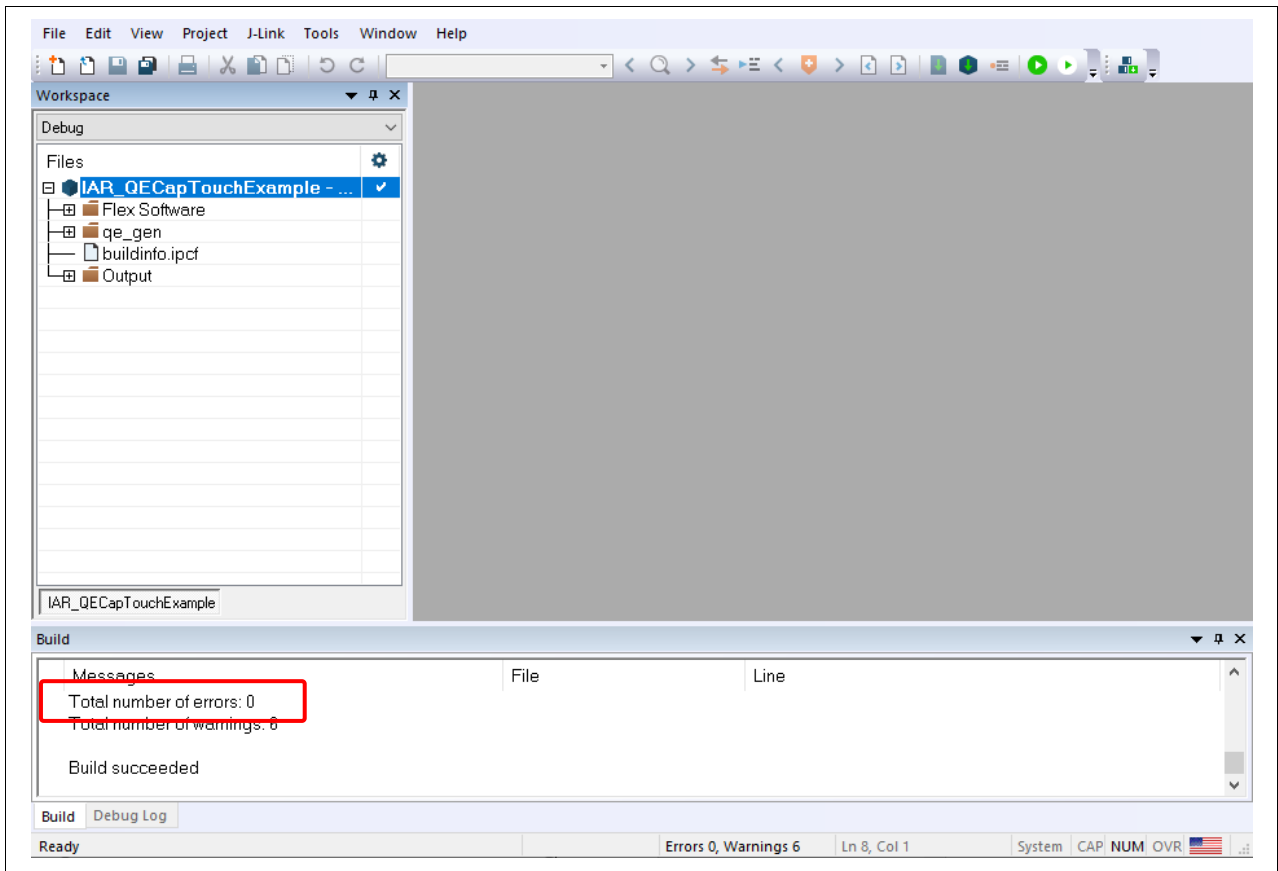 File Edit View Project J-Link Tools Window Help
Workspace
Debug
Files
IAR_QECapTouchExample - ...
Flex Software
qe_gen
buildinfo.ipcf
Output
IAR_QECapTouchExample
Build
Messages File Line
Total number of errors: 0
Total number of warnings: 6
Build succeeded
Build Debug Log
Ready Errors 0, Warnings 6 Ln 8, Col 1 System CAP NUM OVR